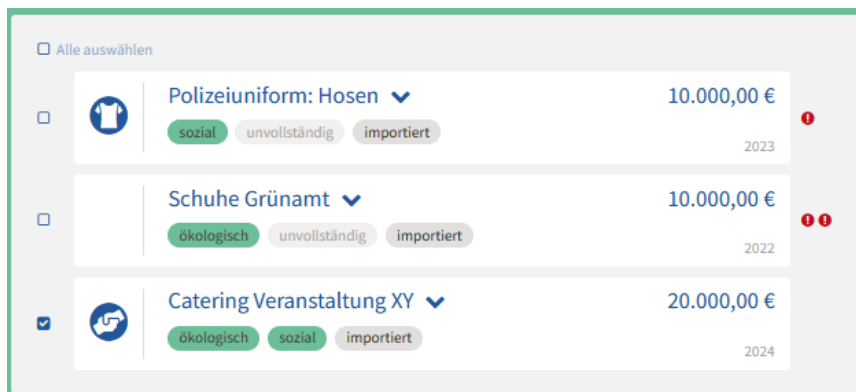 Alle auswählen
Polizeiuniform: Hosen
10.000,00 €
sozial unvollständig importiert
2023
Schuhe Grünamt
10.000,00 €
ökologisch unvollständig importiert
2022
Catering Veranstaltung XY
20.000,00 €
ökologisch sozial importiert
2024